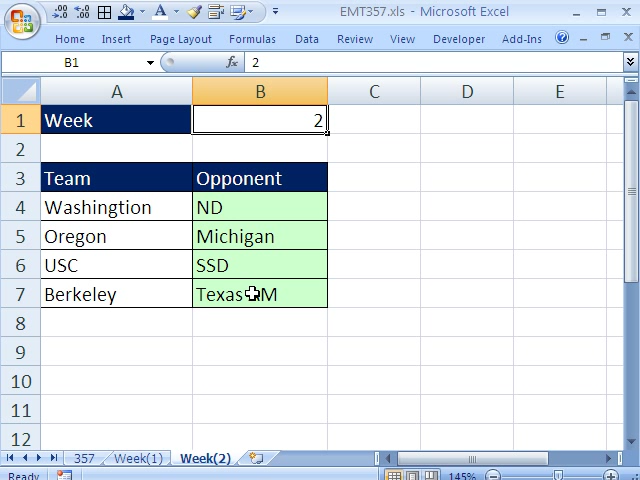 EMT357.xls - Microsoft Excel
Home Insert Page Layout Formulas Data Review View Developer Add-Ins
B1 fx 2
A B C D E
1 Week 2
2
3 Team Opponent
4 Washingtion ND
5 Oregon Michigan
6 USC SSD
7 Berkeley Texas M
8
9
10
11
12
357 Week(1) Week(2)
Ready 145%